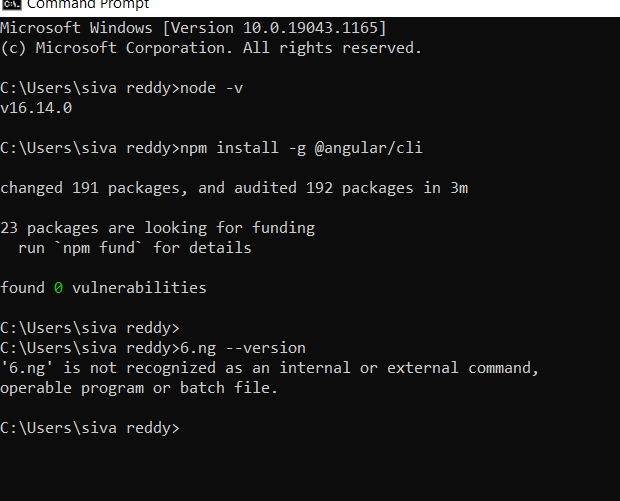 Command Prompt
Microsoft Windows [Version 10.0.19043.1165]
(c) Microsoft Corporation. All rights reserved.
C:\Users\siva reddy>node -v
v16.14.0
C:\Users\siva reddy>npm install -g @angular/cli
changed 191 packages, and audited 192 packages in 3m
23 packages are looking for funding
  run `npm fund` for details
found 0 vulnerabilities
C:\Users\siva reddy>
C:\Users\siva reddy>6.ng --version
'6.ng' is not recognized as an internal or external command,
operable program or batch file.
C:\Users\siva reddy>